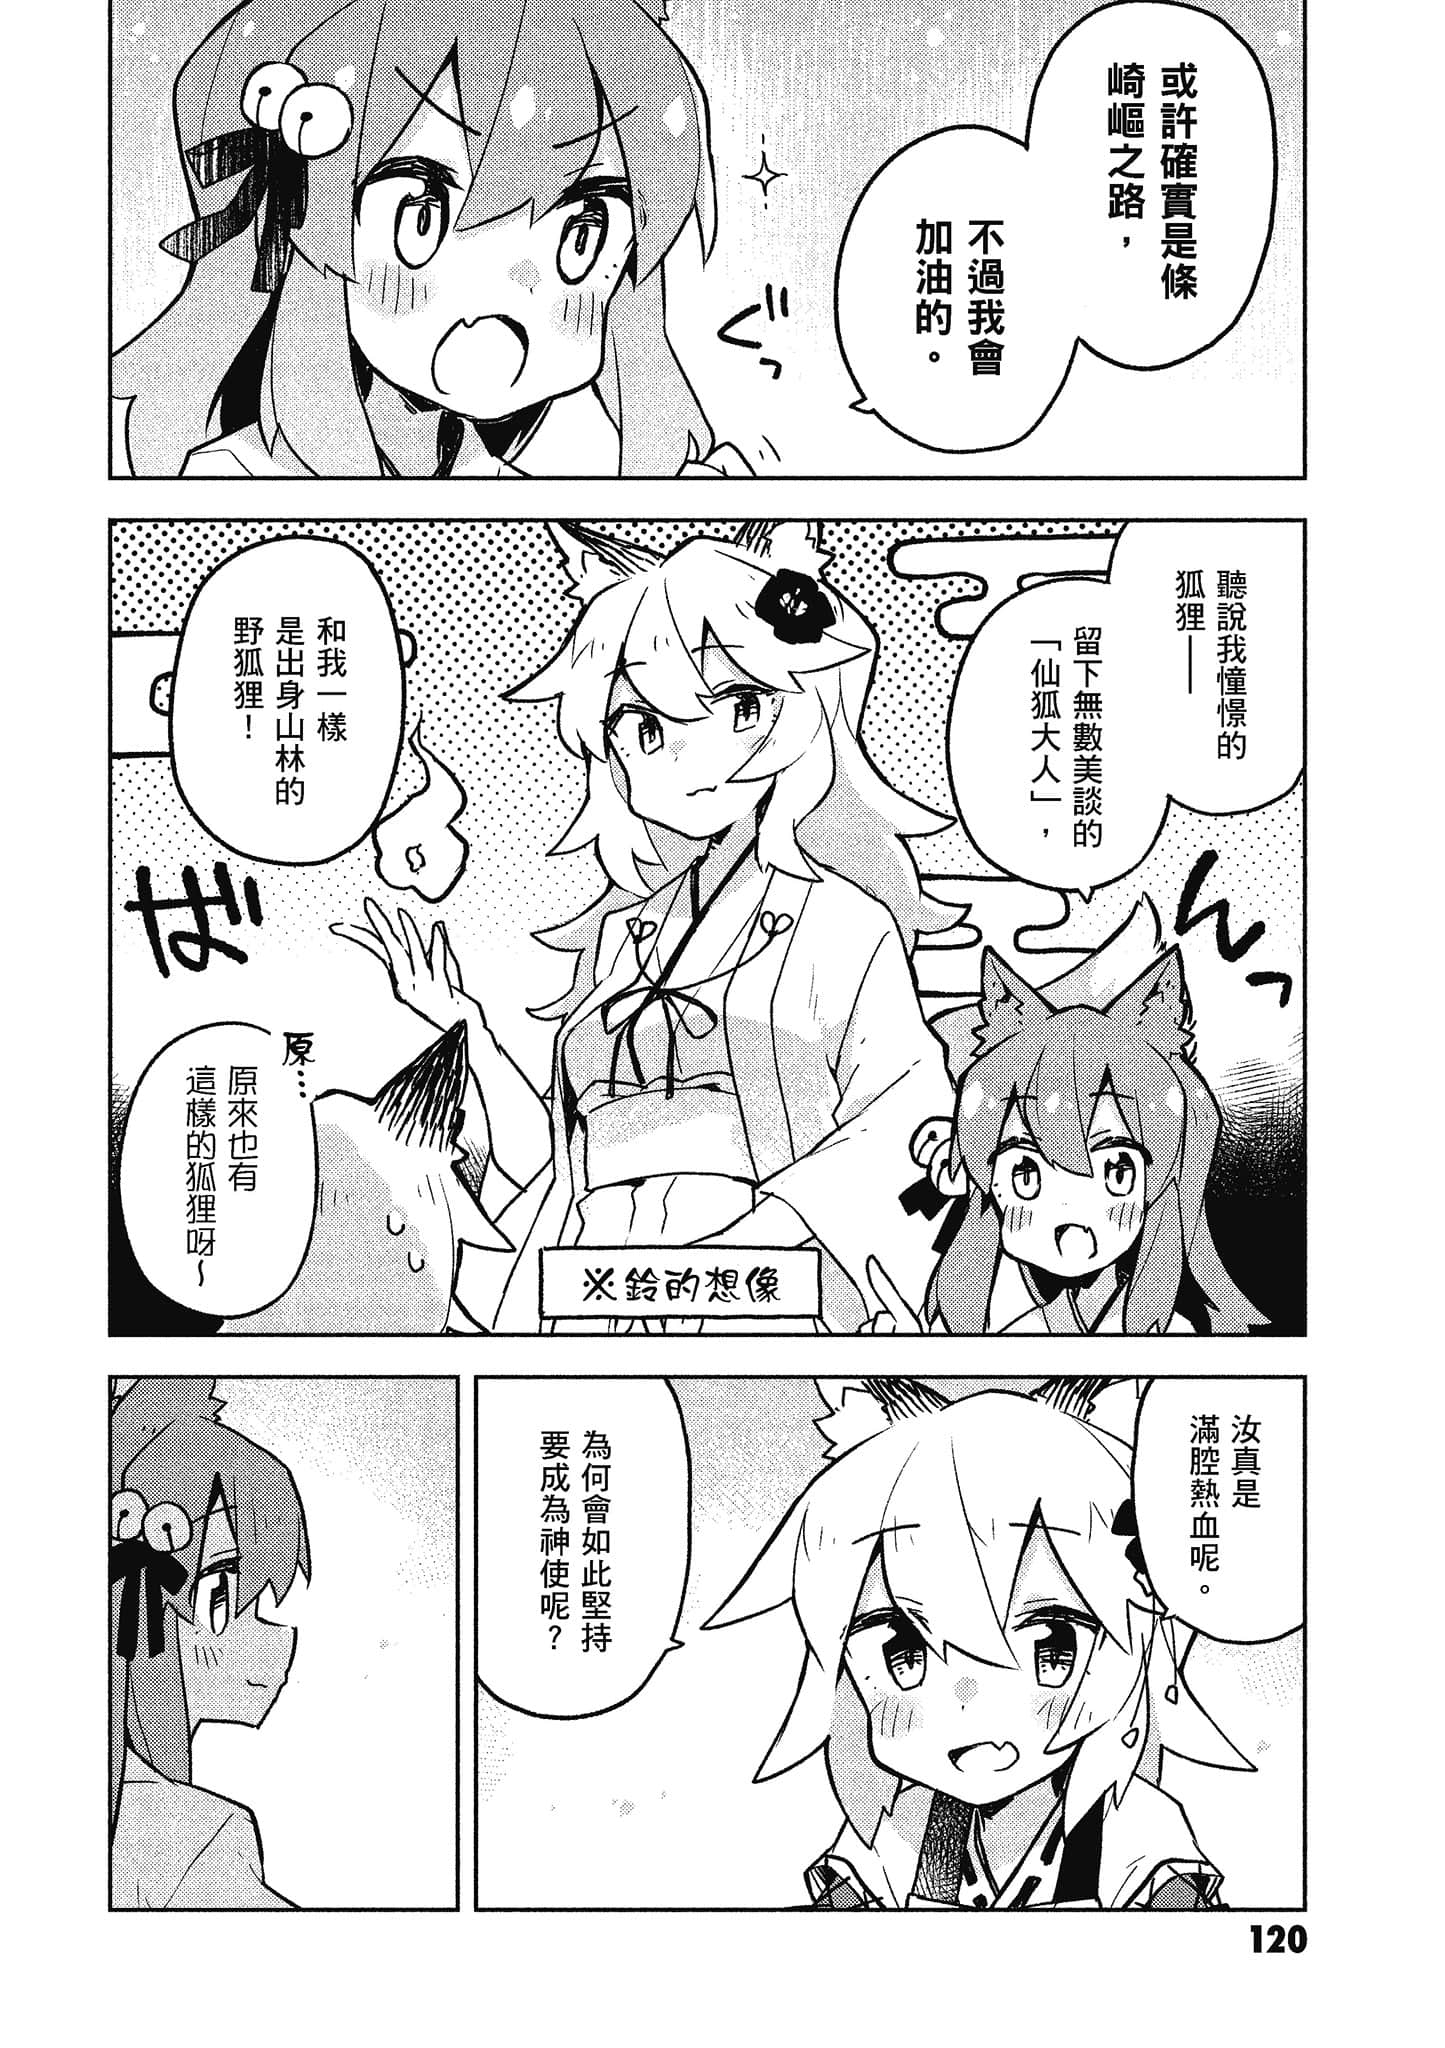 或許確實是條
崎嶇之路，
不過我會
加油的。
ぐっ
聽說我憧憬的
狐狸——
留下無數美談的
「仙狐大人」，
和我一樣
是出身山林的
野狐狸！
ばんっ
原…
原來也有
這樣的狐狸呀～
※鈴的想像
汝真是
滿腔熱血呢。
為何會如此堅持
要成為神使呢？
120